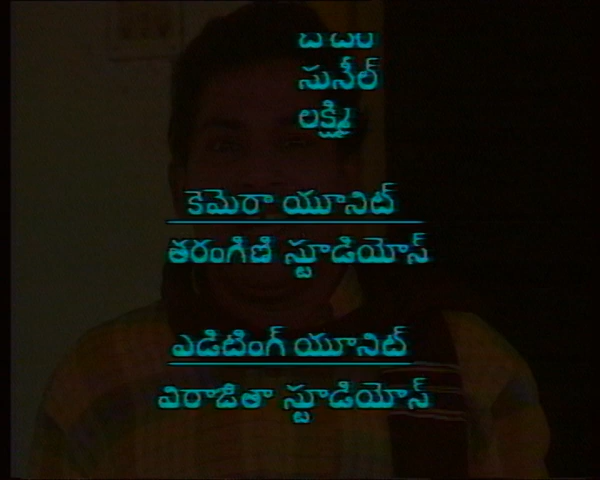 సునీల్
లక్ష్మి
కెమెరా యూనిట్
తరంగిణి స్టూడియోస్
ఎడిటింగ్ యూనిట్
విరాజితా స్టూడియోస్